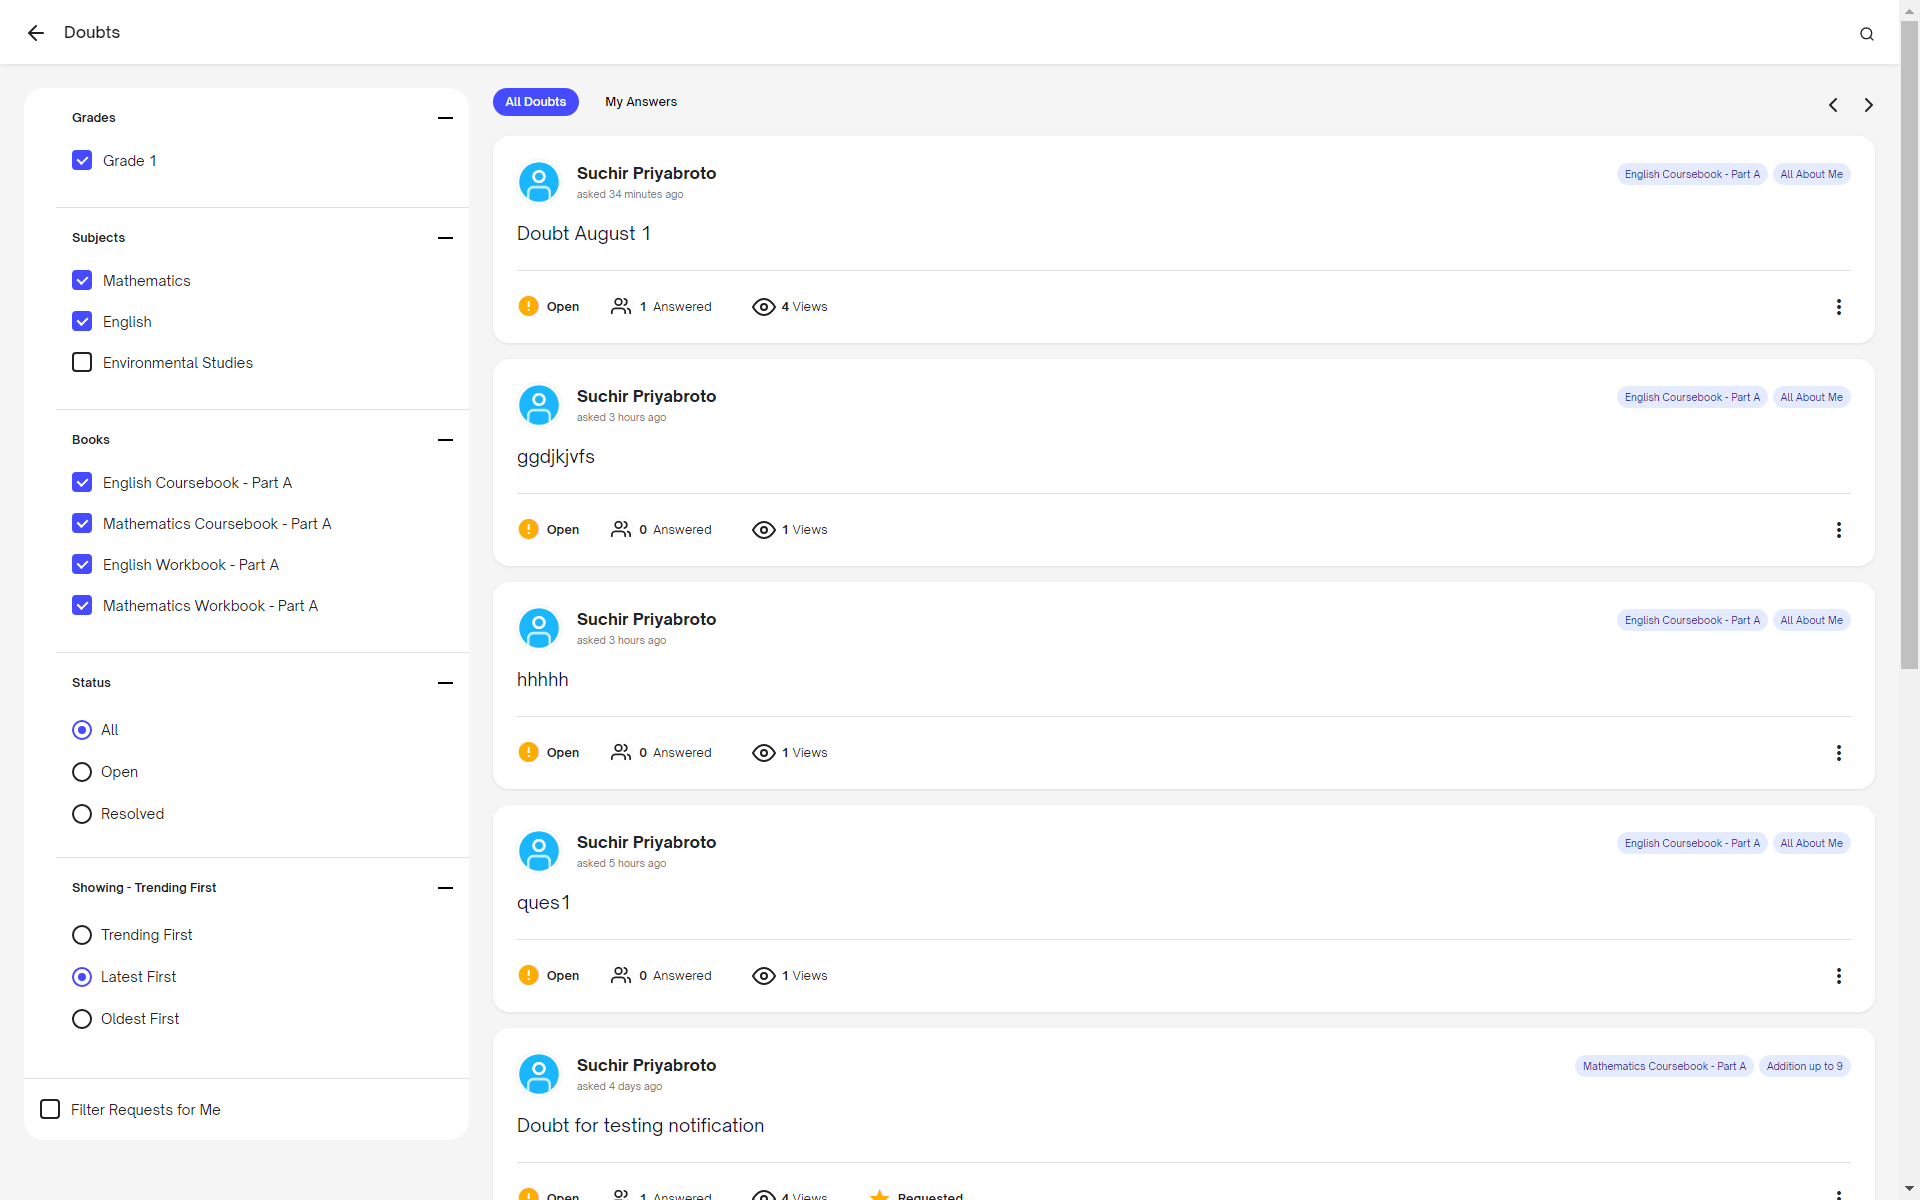 Doubts
Grades
Grade 1
Subjects
Mathematics
English
Environmental Studies
Books
English Coursebook - Part A
Mathematics Coursebook - Part A
English Workbook - Part A
Mathematics Workbook - Part A
Status
All
Open
Resolved
Showing - Trending First
Trending First
Latest First
Oldest First
Filter Requests for Me
All Doubts My Answers
Suchir Priyabroto English Coursebook - Part A All About Me
asked 34 minutes ago
Doubt August 1
Open 1 Answered 4 Views
Suchir Priyabroto English Coursebook - Part A All About Me
asked 3 hours ago
ggdjkjvfs
Open 0 Answered 1 Views
Suchir Priyabroto English Coursebook - Part A All About Me
asked 3 hours ago
hhhhh
Open 0 Answered 1 Views
Suchir Priyabroto English Coursebook - Part A All About Me
asked 5 hours ago
ques1
Open 0 Answered 1 Views
Suchir Priyabroto Mathematics Coursebook - Part A Addition up to 9
asked 4 days ago
Doubt for testing notification
Open 1 Answered 4 Views Requested